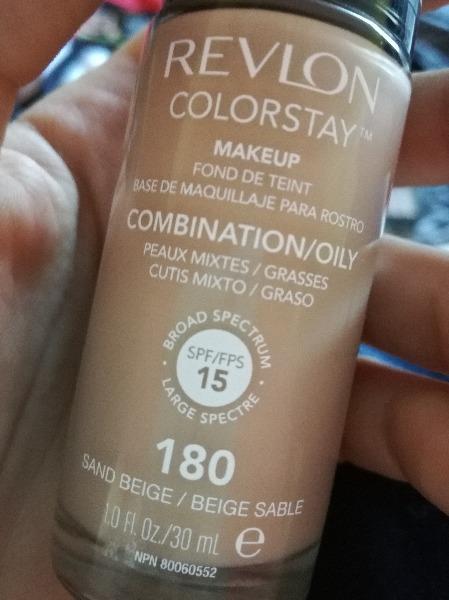 REVLON
COLORSTAY™
MAKEUP
FOND DE TEINT
BASE DE MAQUILLAJE PARA ROSTRO
COMBINATION/OILY
PEAUX MIXTES / GRASSES
CUTIS MIXTO / GRASO
BROAD SPECTRUM
SPF/FPS
15
LARGE SPECTRE
180
SAND BEIGE / BEIGE SABLE
1.0 Fl. Oz./30 ml e
NPN 80060552